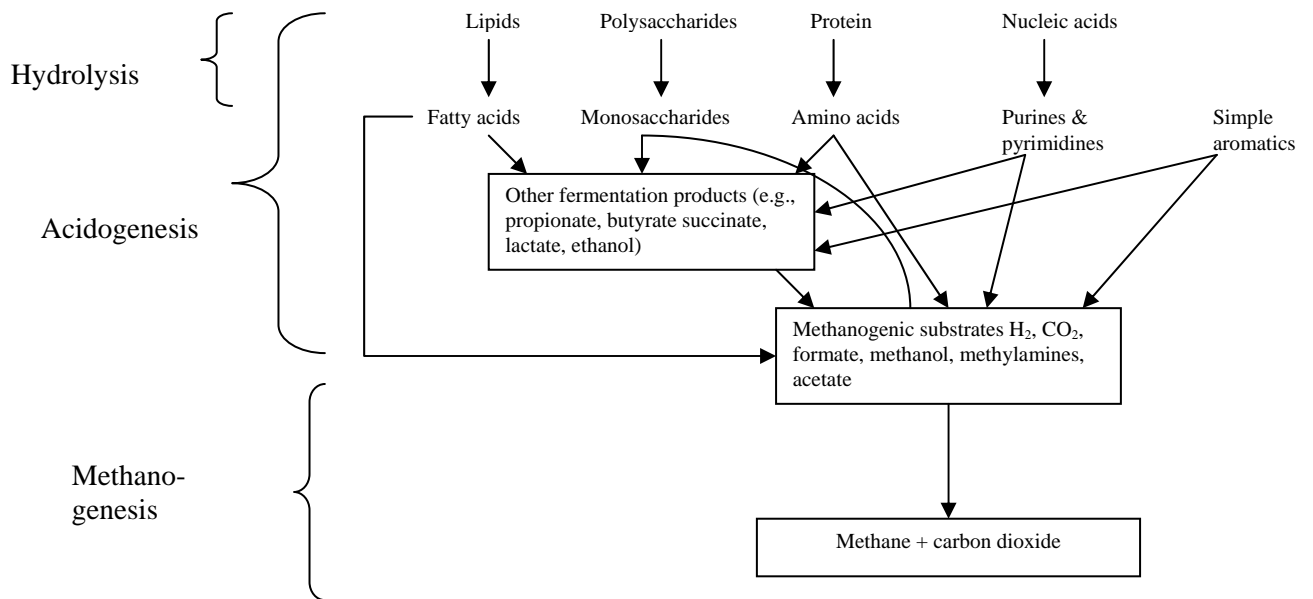 Lipids
Polysaccharides
Protein
Nucleic acids
Hydrolysis
Fatty acids
Monosaccharides
Amino acids
Purines &
pyrimidines
Simple
aromatics
Other fermentation products (e.g.,
propionate, butyrate succinate,
lactate, ethanol)
Acidogenesis
Methanogenic substrates H₂, CO₂,
formate, methanol, methylamines,
acetate
Methano-
genesis
Methane + carbon dioxide